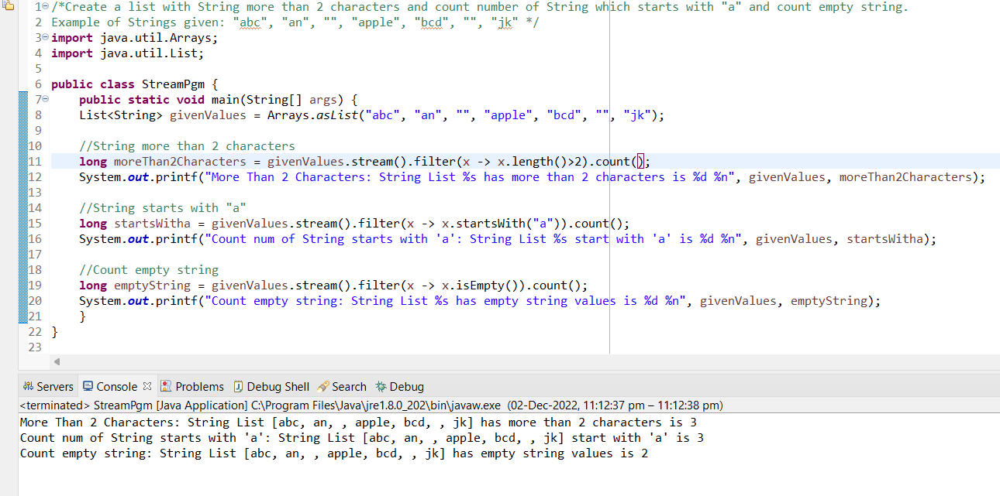 1 /*Create a list with String more than 2 characters and count number of String which starts with "a" and count empty string.
2 Example of Strings given: "abc", "an", "", "apple", "bcd", "", "jk" */
3 import java.util.Arrays;
4 import java.util.List;
5
6 public class StreamPgm {
7     public static void main(String[] args) {
8     List<String> givenValues = Arrays.asList("abc", "an", "", "apple", "bcd", "", "jk");
9
10     //String more than 2 characters
11     long moreThan2Characters = givenValues.stream().filter(x -> x.length()>2).count();
12     System.out.printf("More Than 2 Characters: String List %s has more than 2 characters is %d %n", givenValues, moreThan2Characters);
13
14     //String starts with "a"
15     long startsWitha = givenValues.stream().filter(x -> x.startsWith("a")).count();
16     System.out.printf("Count num of String starts with 'a': String List %s start with 'a' is %d %n", givenValues, startsWitha);
17
18     //Count empty string
19     long emptyString = givenValues.stream().filter(x -> x.isEmpty()).count();
20     System.out.printf("Count empty string: String List %s has empty string values is %d %n", givenValues, emptyString);
21     }
22 }
23
Servers Console Problems Debug Shell Search Debug
<terminated> StreamPgm [Java Application] C:\Program Files\Java\jre1.8.0_202\bin\javaw.exe (02-Dec-2022, 11:12:37 pm – 11:12:38 pm)
More Than 2 Characters: String List [abc, an, , apple, bcd, , jk] has more than 2 characters is 3
Count num of String starts with 'a': String List [abc, an, , apple, bcd, , jk] start with 'a' is 3
Count empty string: String List [abc, an, , apple, bcd, , jk] has empty string values is 2